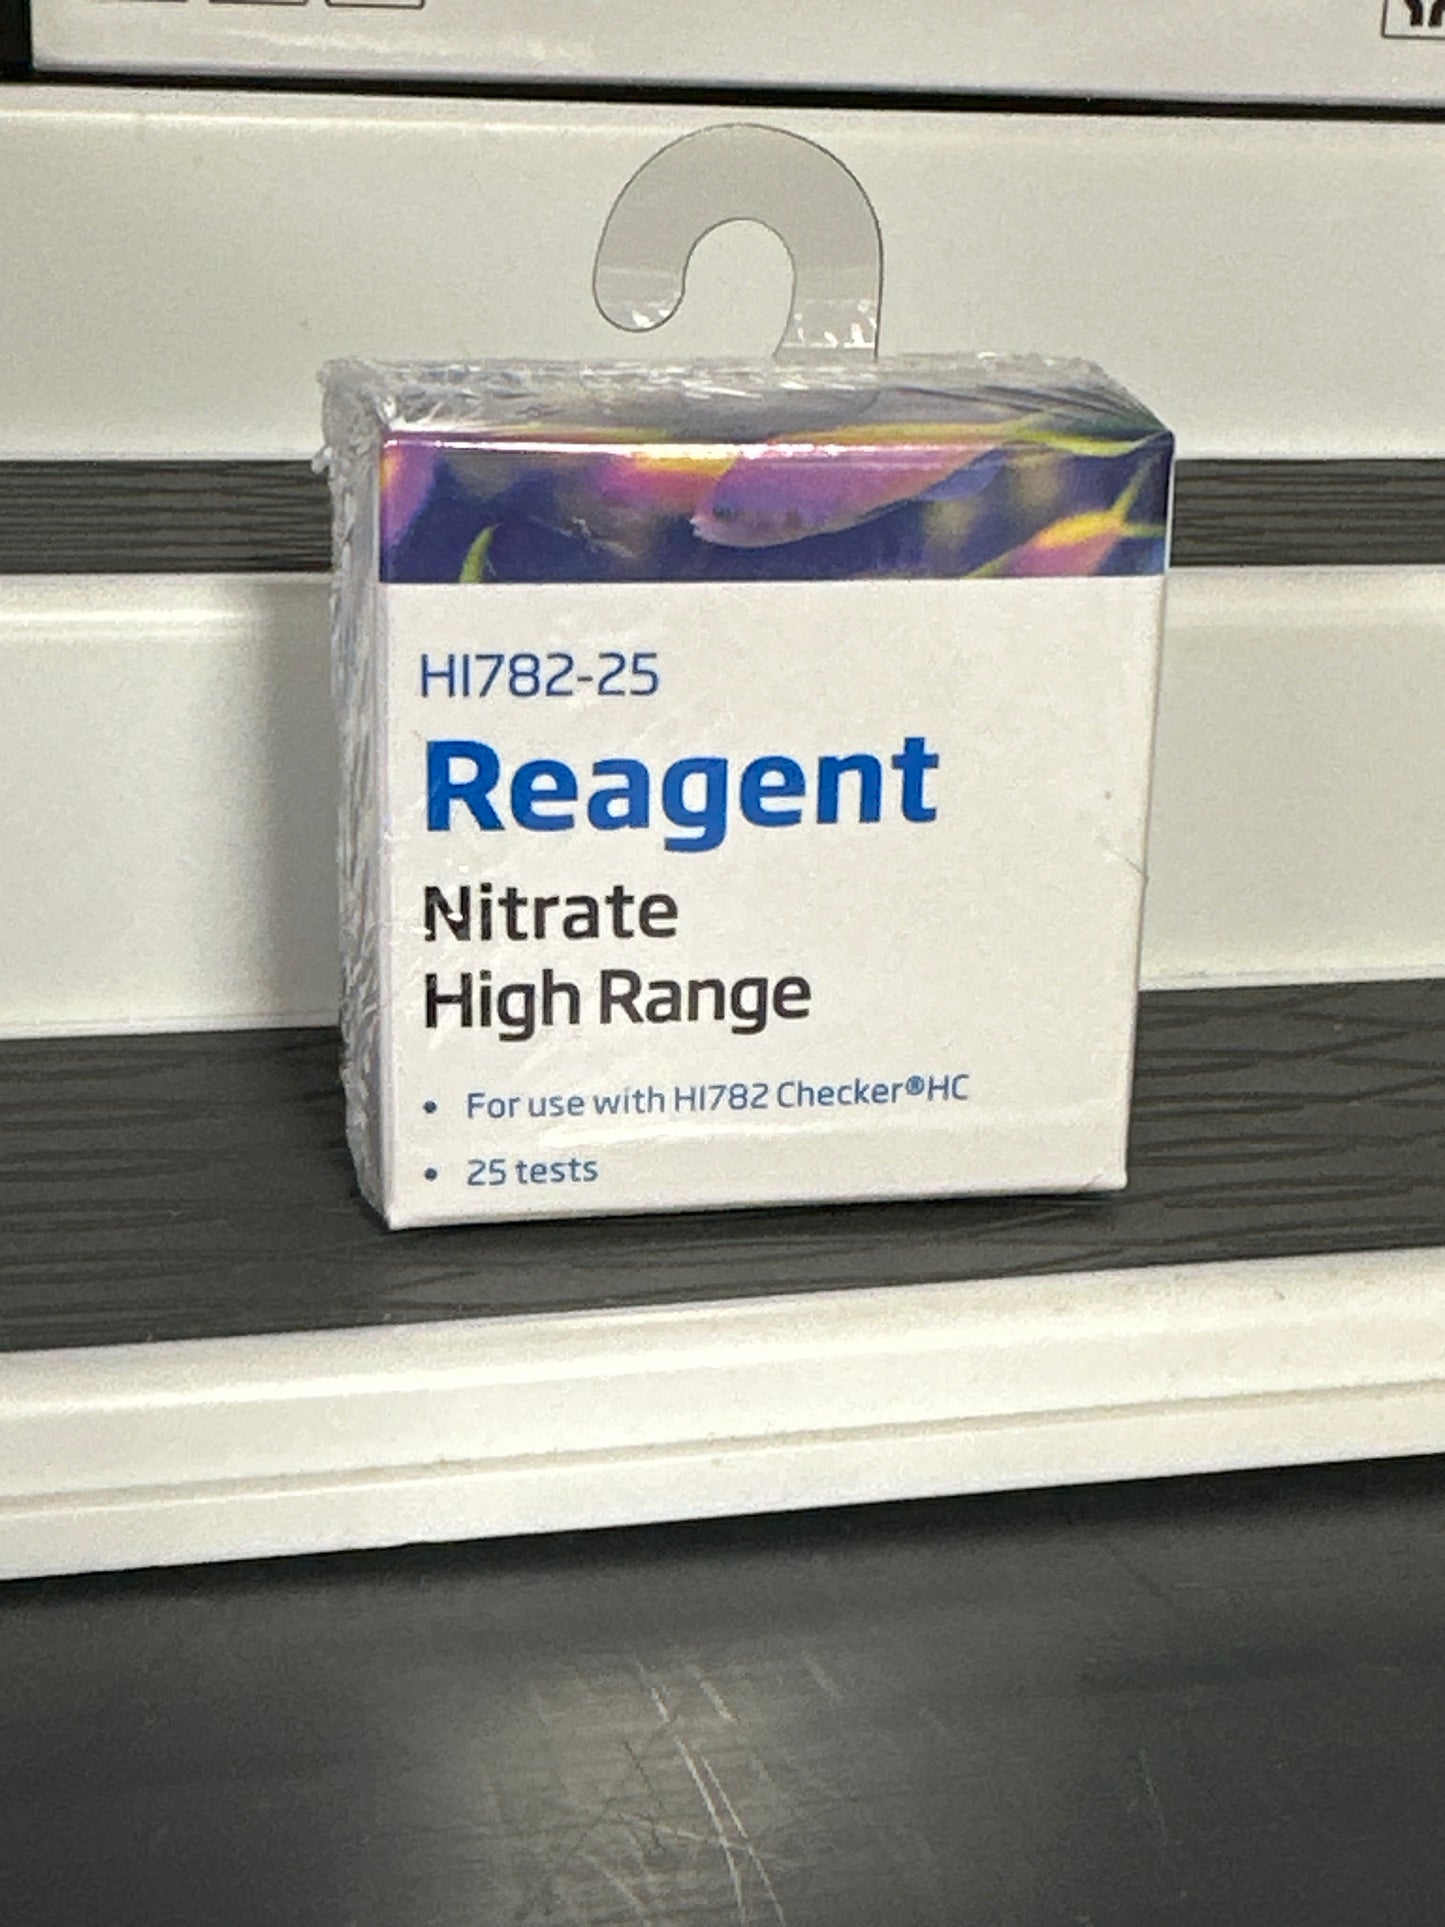 HI782-25
Reagent
Nitrate
High Range
• For use with HI782 Checker®HC
• 25 tests